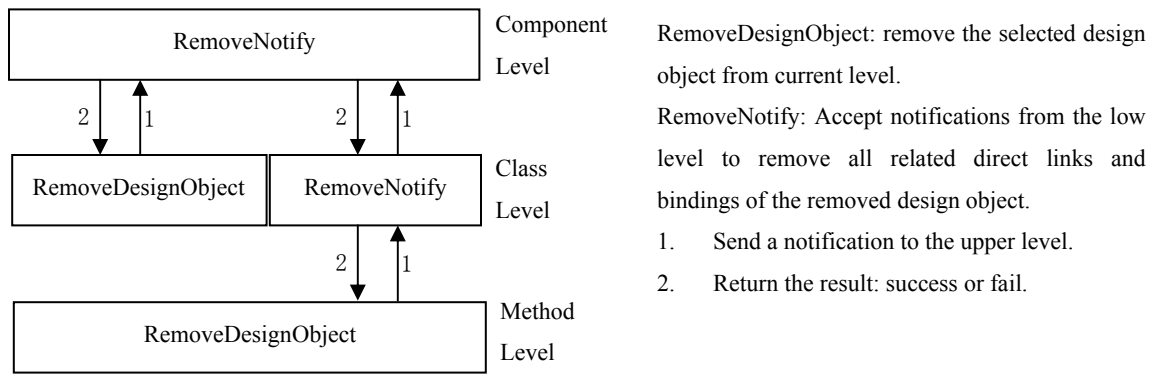 RemoveNotify
Component
Level
2
1
2
1
RemoveDesignObject
RemoveNotify
Class
Level
2
1
RemoveDesignObject
Method
Level
RemoveDesignObject: remove the selected design
object from current level.
RemoveNotify: Accept notifications from the low
level to remove all related direct links and
bindings of the removed design object.
1. Send a notification to the upper level.
2. Return the result: success or fail.